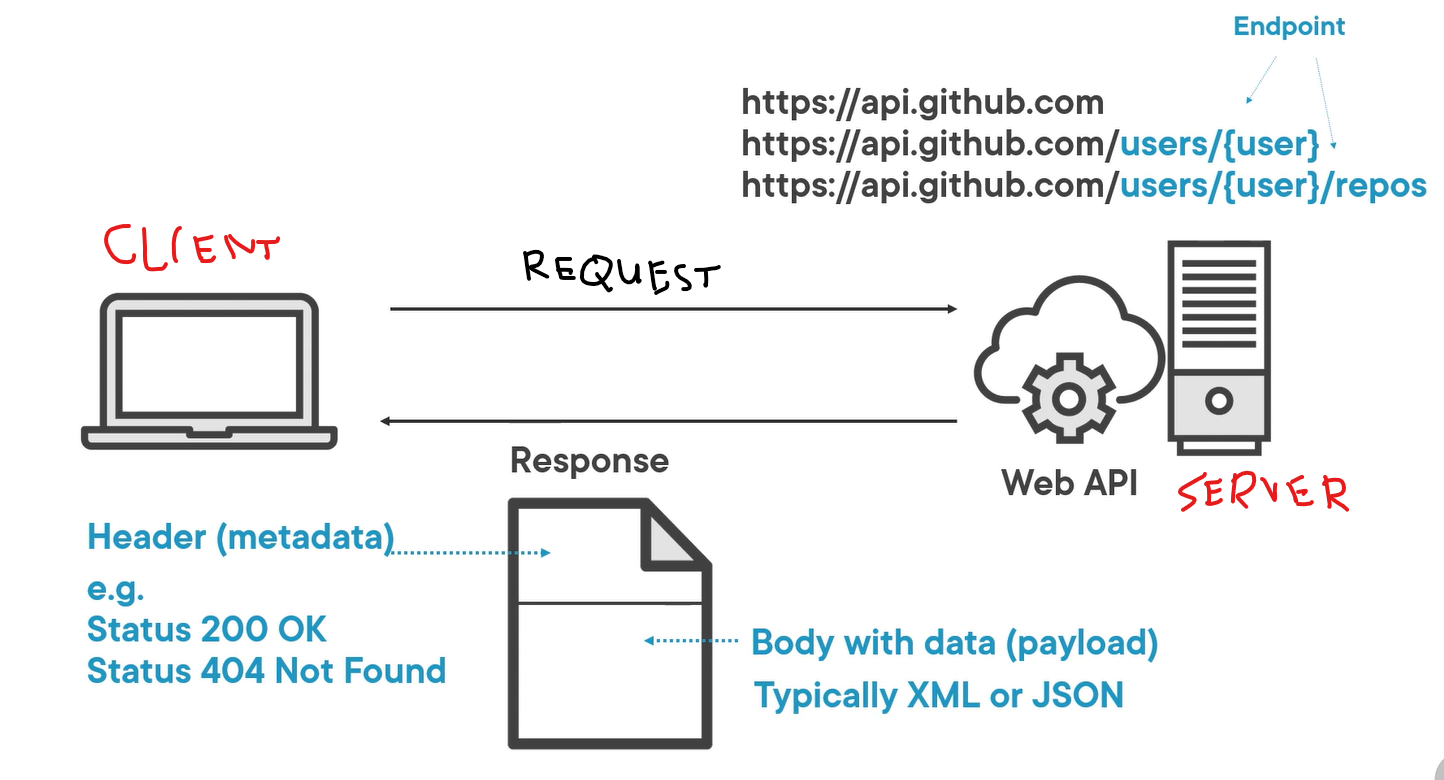 Endpoint
https://api.github.com
https://api.github.com/users/{user}
https://api.github.com/users/{user}/repos
CLIENT
REQUEST
Response
Web API
SERVER
Header (metadata)
e.g.
Status 200 OK
Status 404 Not Found
Body with data (payload)
Typically XML or JSON